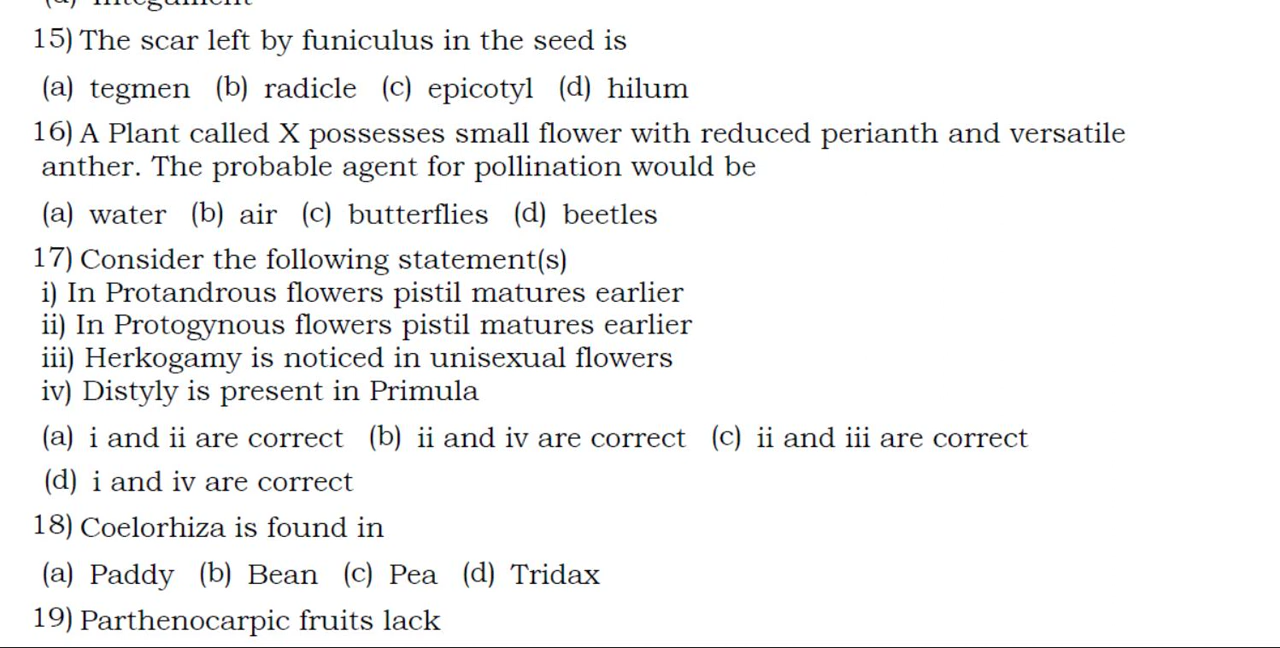 (d) Integument
15) The scar left by funiculus in the seed is
(a) tegmen (b) radicle (c) epicotyl (d) hilum
16) A Plant called X possesses small flower with reduced perianth and versatile
anther. The probable agent for pollination would be
(a) water (b) air (c) butterflies (d) beetles
17) Consider the following statement(s)
i) In Protandrous flowers pistil matures earlier
ii) In Protogynous flowers pistil matures earlier
iii) Herkogamy is noticed in unisexual flowers
iv) Distyly is present in Primula
(a) i and ii are correct (b) ii and iv are correct (c) ii and iii are correct
(d) i and iv are correct
18) Coelorhiza is found in
(a) Paddy (b) Bean (c) Pea (d) Tridax
19) Parthenocarpic fruits lack